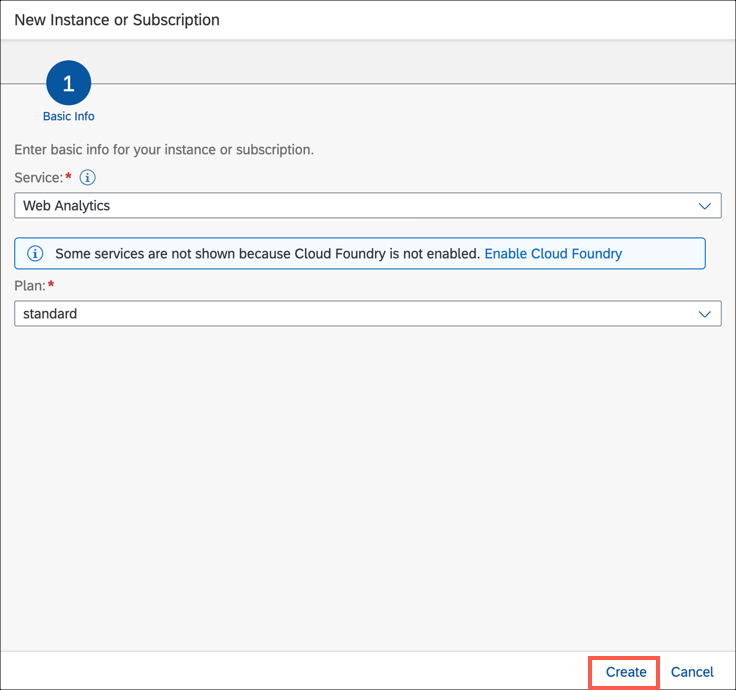 New Instance or Subscription
1
Basic Info
Enter basic info for your instance or subscription.
Service:*
Web Analytics
Some services are not shown because Cloud Foundry is not enabled. Enable Cloud Foundry
Plan:*
standard
Create Cancel